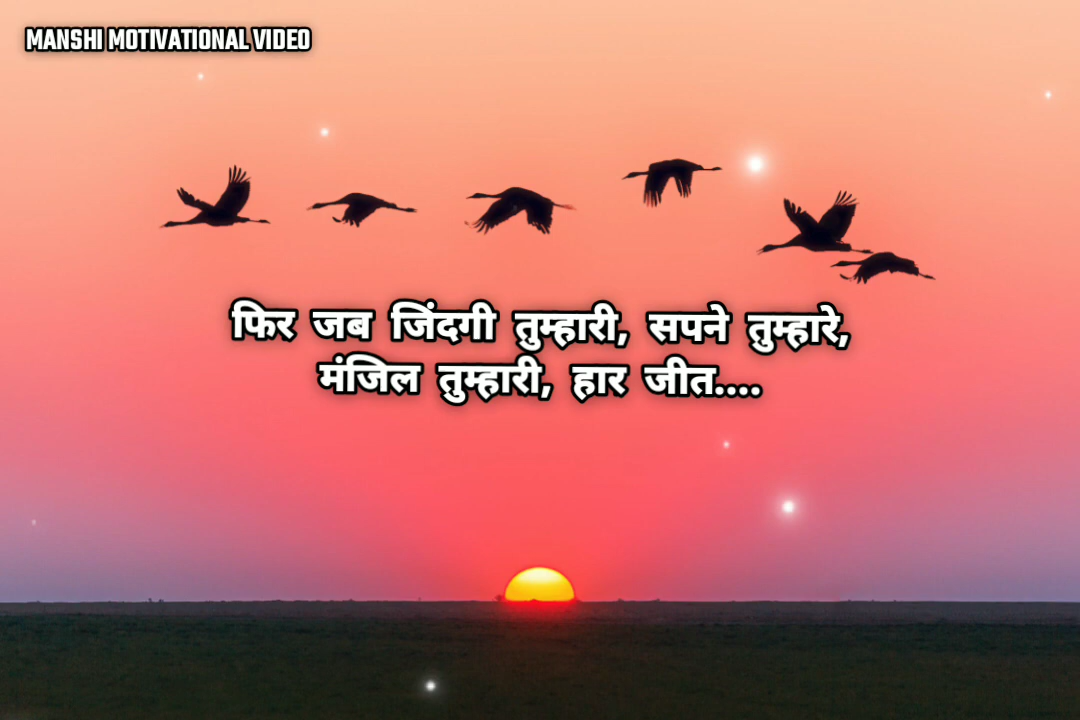 MANSHI MOTIVATIONAL VIDEO
फिर जब जिंदगी तुम्हारी, सपने तुम्हारे,
मंजिल तुम्हारी, हार जीत....